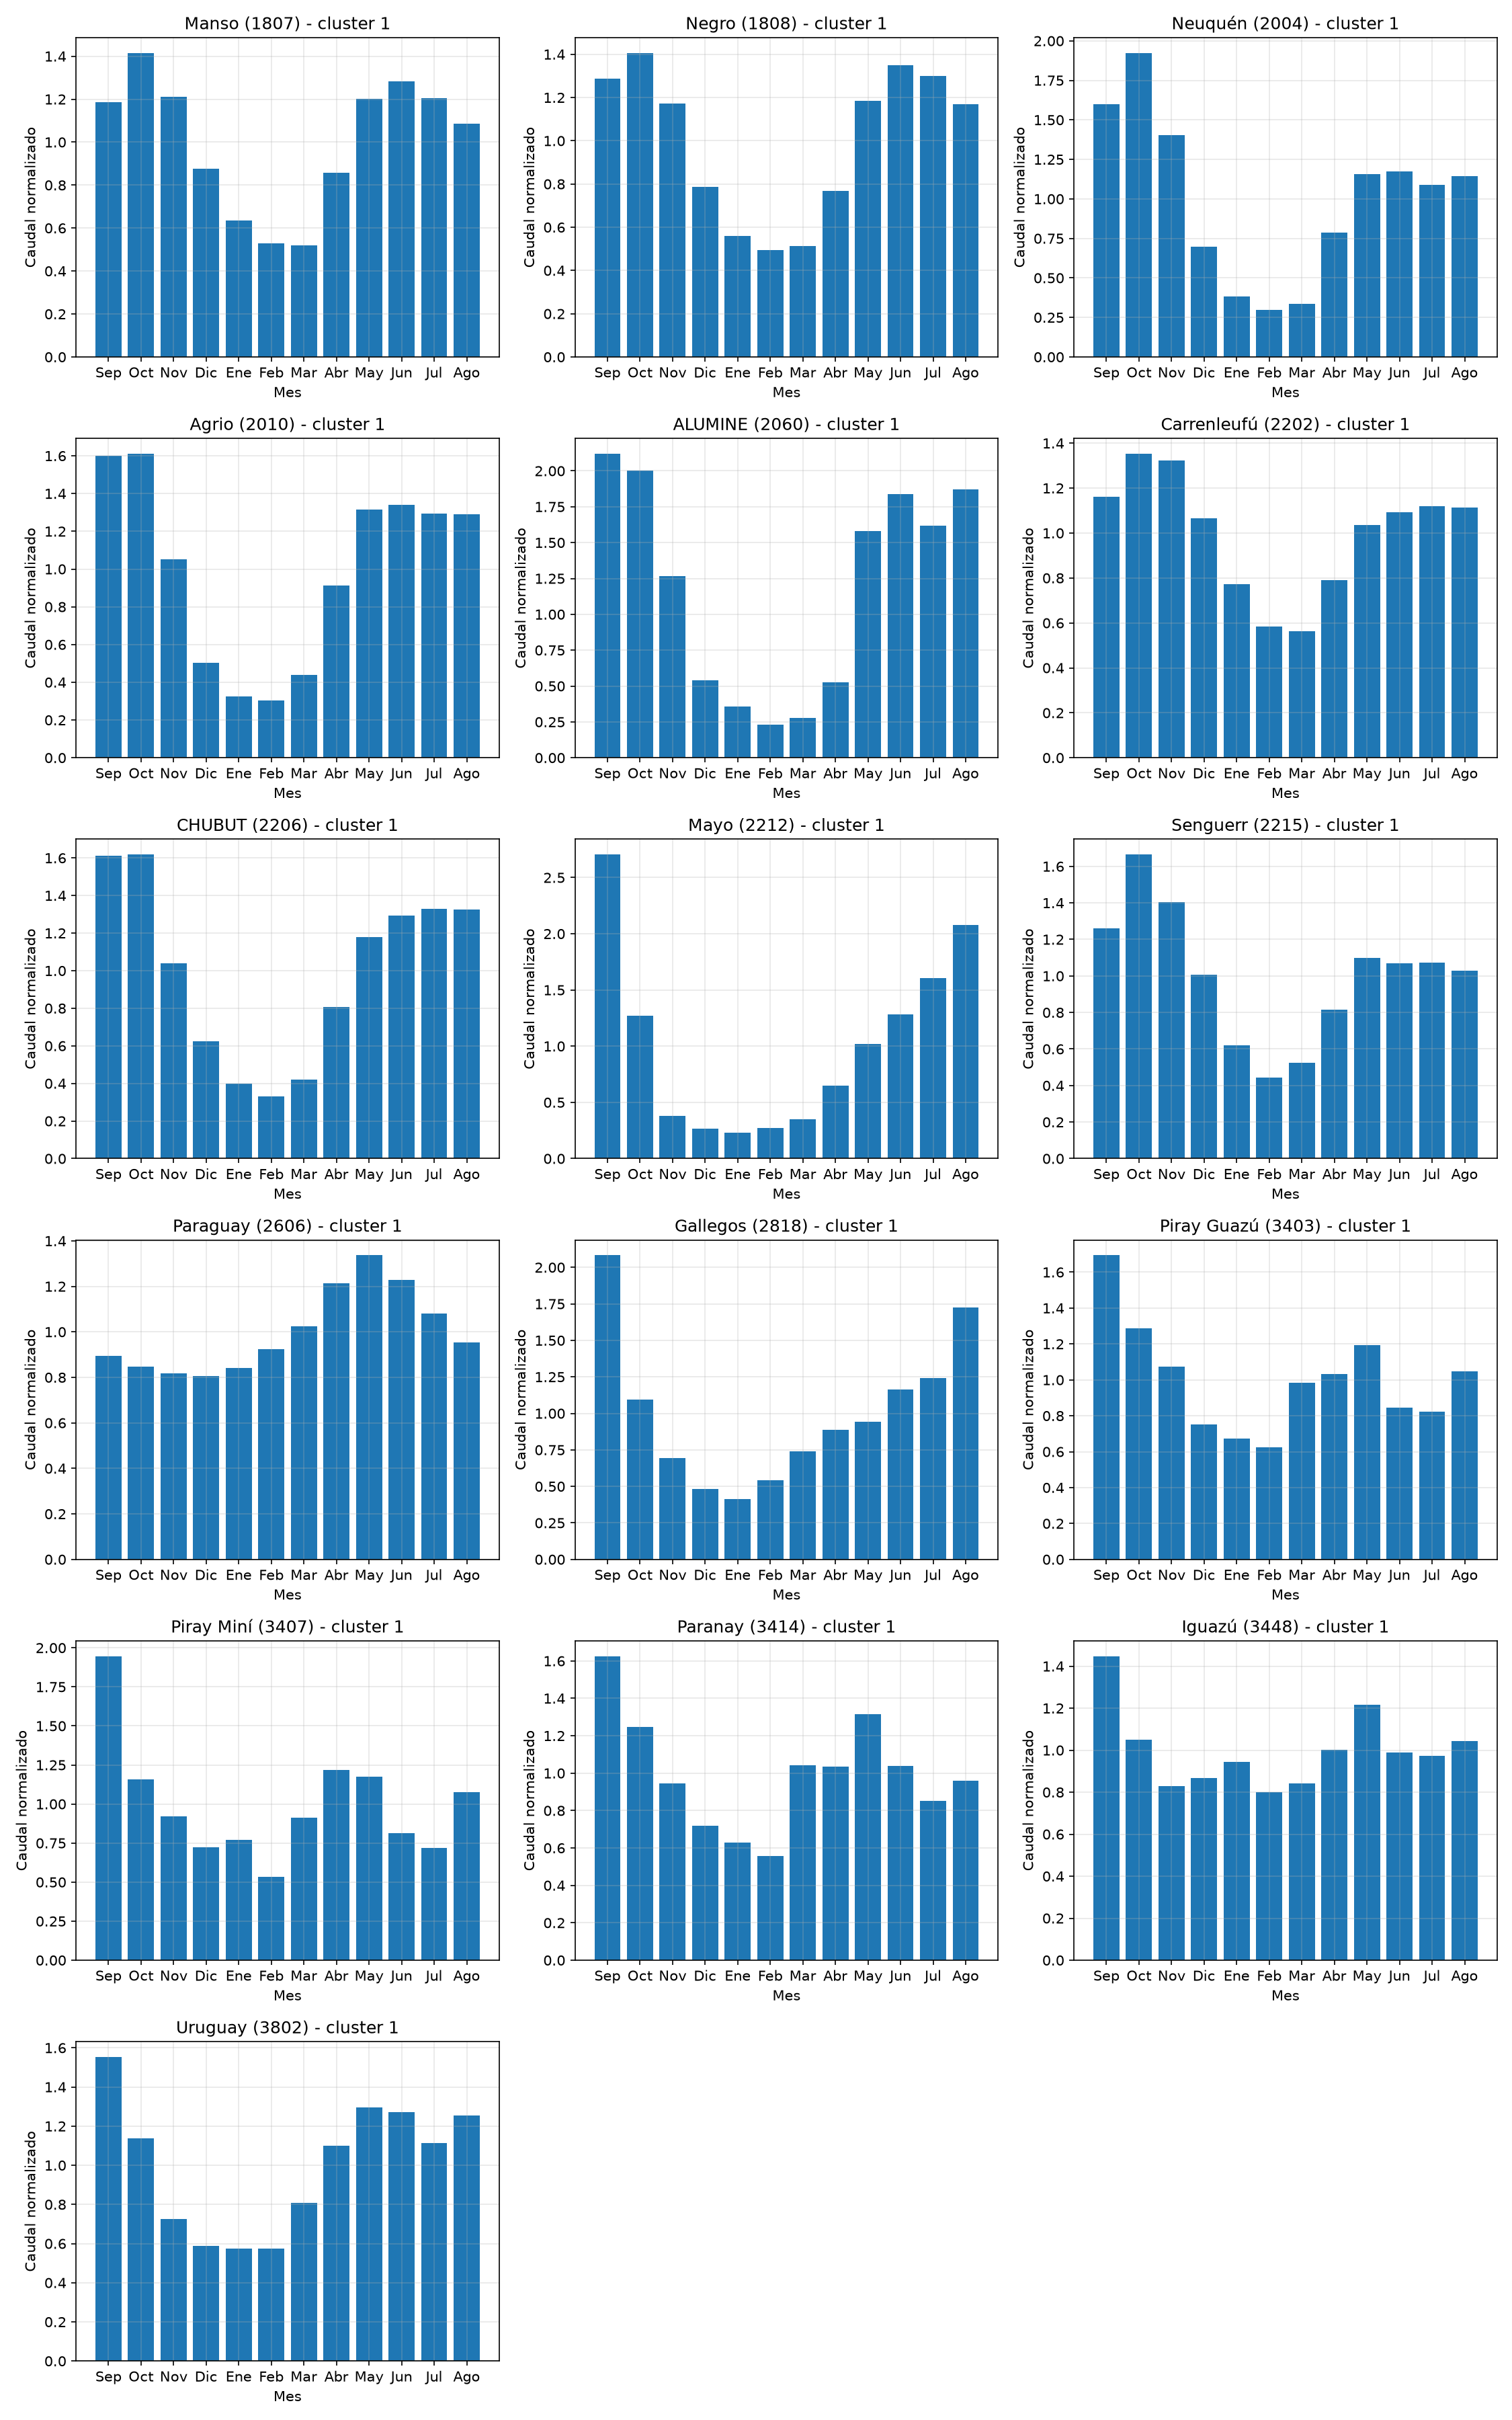 Manso (1807) - cluster 1
Caudal normalizado
1.4
1.2
1.0
0.8
0.6
0.4
0.2
0.0
Sep Oct Nov Dic Ene Feb Mar Abr May Jun Jul Ago
Mes
Negro (1808) - cluster 1
Caudal normalizado
1.4
1.2
1.0
0.8
0.6
0.4
0.2
0.0
Sep Oct Nov Dic Ene Feb Mar Abr May Jun Jul Ago
Mes
Neuquén (2004) - cluster 1
Caudal normalizado
2.00
1.75
1.50
1.25
1.00
0.75
0.50
0.25
0.00
Sep Oct Nov Dic Ene Feb Mar Abr May Jun Jul Ago
Mes
Agrio (2010) - cluster 1
Caudal normalizado
1.6
1.4
1.2
1.0
0.8
0.6
0.4
0.2
0.0
Sep Oct Nov Dic Ene Feb Mar Abr May Jun Jul Ago
Mes
ALUMINE (2060) - cluster 1
Caudal normalizado
2.00
1.75
1.50
1.25
1.00
0.75
0.50
0.25
0.00
Sep Oct Nov Dic Ene Feb Mar Abr May Jun Jul Ago
Mes
Carrenleufú (2202) - cluster 1
Caudal normalizado
1.4
1.2
1.0
0.8
0.6
0.4
0.2
0.0
Sep Oct Nov Dic Ene Feb Mar Abr May Jun Jul Ago
Mes
CHUBUT (2206) - cluster 1
Caudal normalizado
1.6
1.4
1.2
1.0
0.8
0.6
0.4
0.2
0.0
Sep Oct Nov Dic Ene Feb Mar Abr May Jun Jul Ago
Mes
Mayo (2212) - cluster 1
Caudal normalizado
2.5
2.0
1.5
1.0
0.5
0.0
Sep Oct Nov Dic Ene Feb Mar Abr May Jun Jul Ago
Mes
Senguerr (2215) - cluster 1
Caudal normalizado
1.6
1.4
1.2
1.0
0.8
0.6
0.4
0.2
0.0
Sep Oct Nov Dic Ene Feb Mar Abr May Jun Jul Ago
Mes
Paraguay (2606) - cluster 1
Caudal normalizado
1.4
1.2
1.0
0.8
0.6
0.4
0.2
0.0
Sep Oct Nov Dic Ene Feb Mar Abr May Jun Jul Ago
Mes
Gallegos (2818) - cluster 1
Caudal normalizado
2.00
1.75
1.50
1.25
1.00
0.75
0.50
0.25
0.00
Sep Oct Nov Dic Ene Feb Mar Abr May Jun Jul Ago
Mes
Piray Guazú (3403) - cluster 1
Caudal normalizado
1.6
1.4
1.2
1.0
0.8
0.6
0.4
0.2
0.0
Sep Oct Nov Dic Ene Feb Mar Abr May Jun Jul Ago
Mes
Piray Miní (3407) - cluster 1
Caudal normalizado
2.00
1.75
1.50
1.25
1.00
0.75
0.50
0.25
0.00
Sep Oct Nov Dic Ene Feb Mar Abr May Jun Jul Ago
Mes
Paranay (3414) - cluster 1
Caudal normalizado
1.6
1.4
1.2
1.0
0.8
0.6
0.4
0.2
0.0
Sep Oct Nov Dic Ene Feb Mar Abr May Jun Jul Ago
Mes
Iguazú (3448) - cluster 1
Caudal normalizado
1.4
1.2
1.0
0.8
0.6
0.4
0.2
0.0
Sep Oct Nov Dic Ene Feb Mar Abr May Jun Jul Ago
Mes
Uruguay (3802) - cluster 1
Caudal normalizado
1.6
1.4
1.2
1.0
0.8
0.6
0.4
0.2
0.0
Sep Oct Nov Dic Ene Feb Mar Abr May Jun Jul Ago
Mes